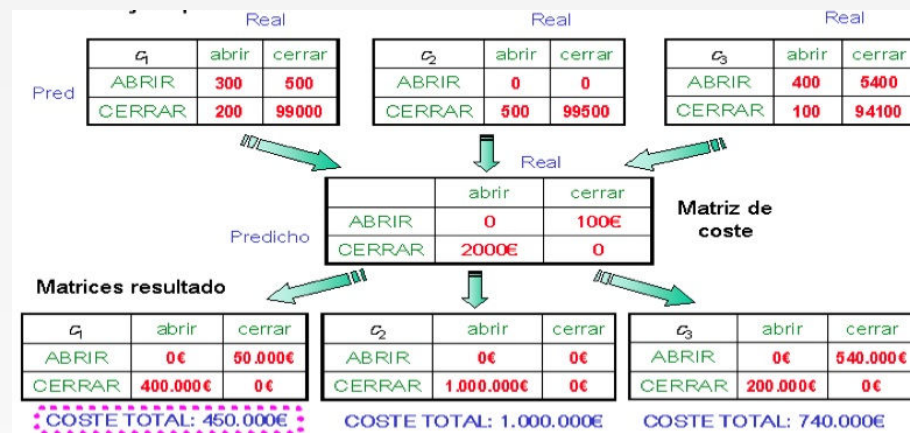 Real
Real
Real
c₁ abrir cerrar
ABRIR 300 500
CERRAR 200 99000
Pred
c₂ abrir cerrar
ABRIR 0 0
CERRAR 500 99500
c₃ abrir cerrar
ABRIR 400 5400
CERRAR 100 94100
Real
abrir cerrar
ABRIR 0 100€
CERRAR 2000€ 0
Predicho
Matriz de
coste
Matrices resultado
c₁ abrir cerrar
ABRIR 0€ 50.000€
CERRAR 400.000€ 0€
COSTE TOTAL: 450.000€
c₂ abrir cerrar
ABRIR 0€ 0€
CERRAR 1.000.000€ 0€
COSTE TOTAL: 1.000.000€
c₃ abrir cerrar
ABRIR 0€ 540.000€
CERRAR 200.000€ 0€
COSTE TOTAL: 740.000€